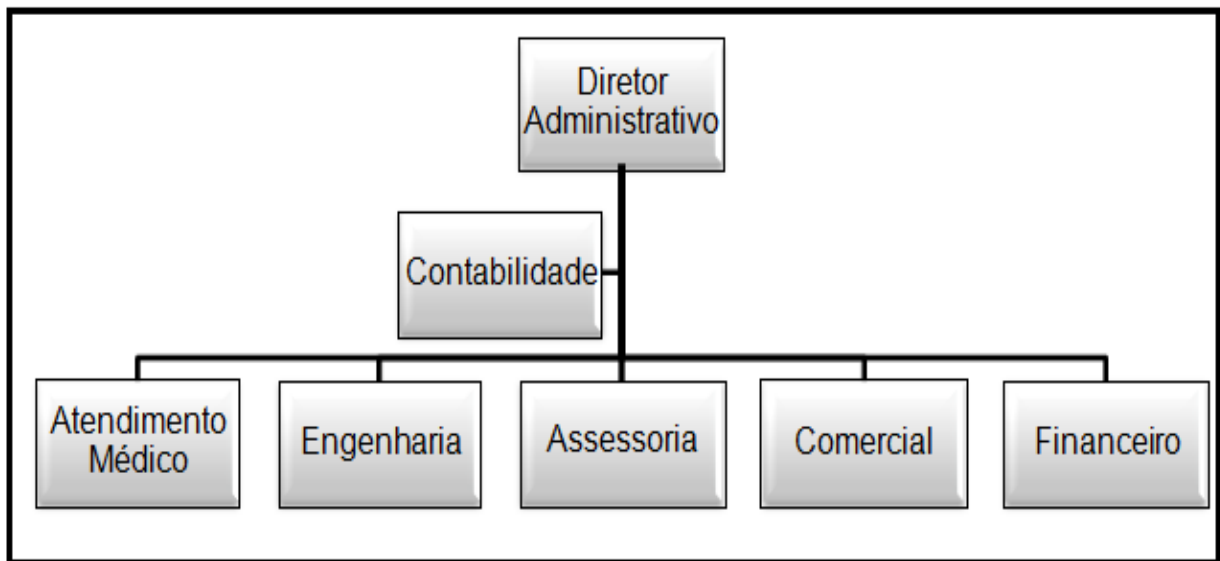 Diretor
Administrativo
Contabilidade
Atendimento
Médico
Engenharia
Assessoria
Comercial
Financeiro